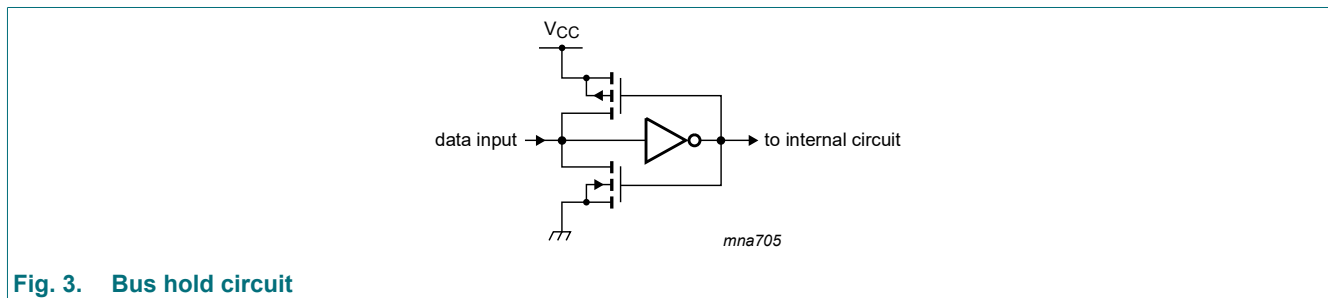 VCC
data input
to internal circuit
mna705
Fig. 3. Bus hold circuit